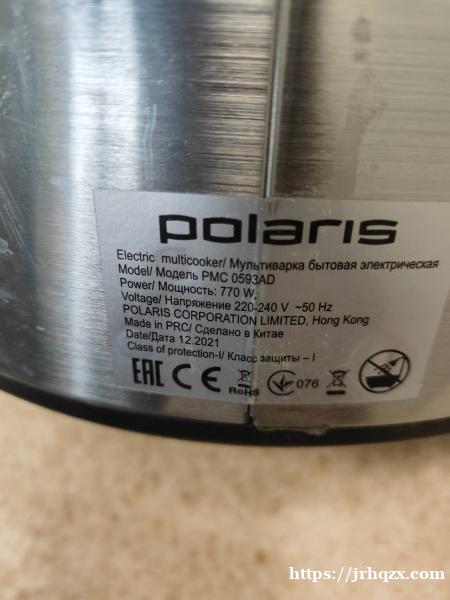 polaris
Electric multicooker/ Мультиварка бытовая электрическая
Model/ Модель PMC 0593AD
Power/ Мощность: 770 W
Voltage/ Напряжение 220-240 V ~50 Hz
POLARIS CORPORATION LIMITED, Hong Kong
Made in PRC/ Сделано в Китае
Date/Дата 12.2021
Class of protection-I/ Класс защиты – I
EAC CE RoHS 076
https://jrhqzx.com